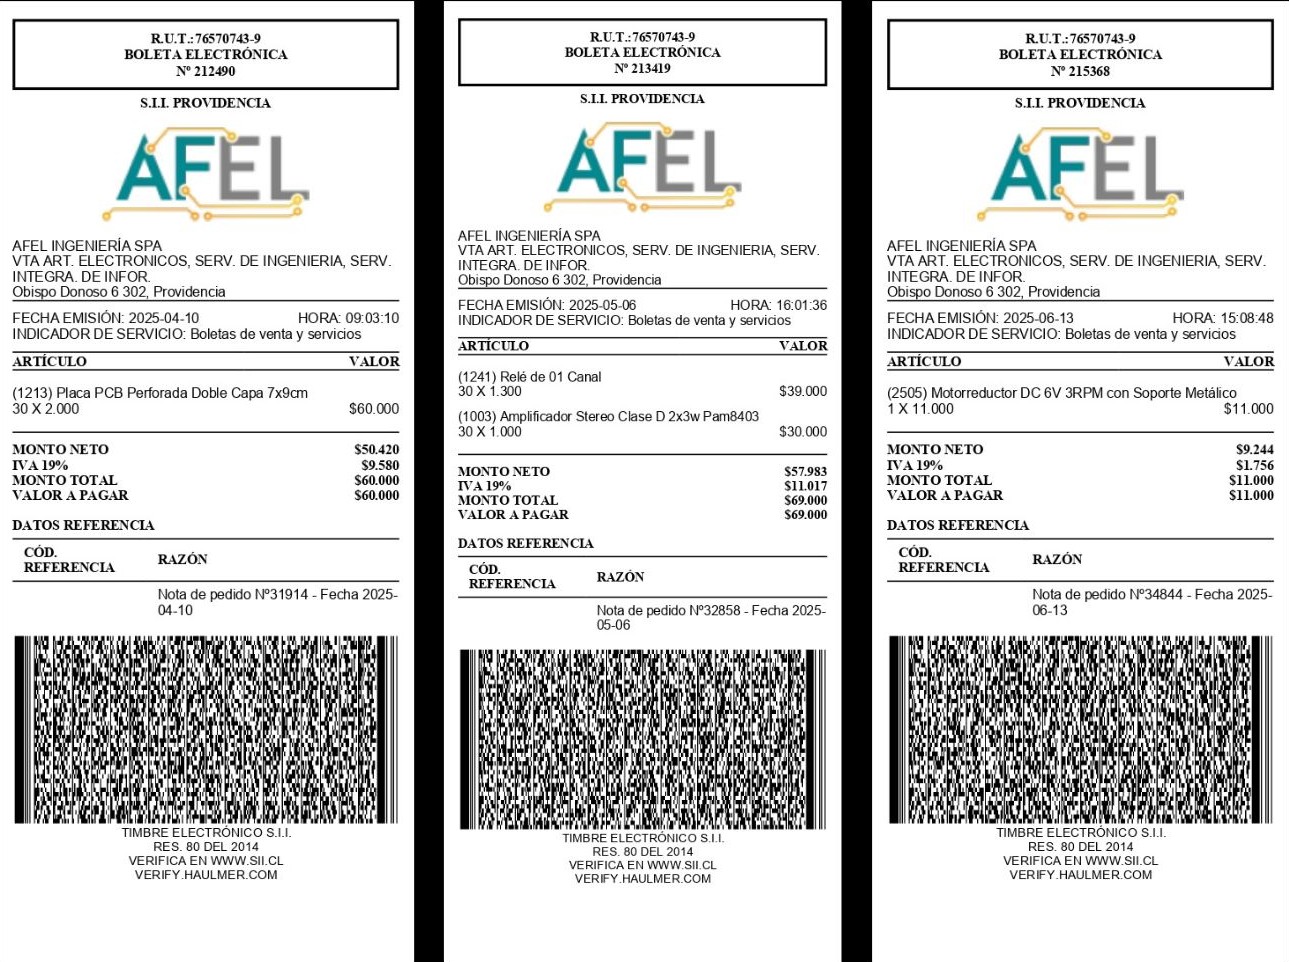 R.U.T.:76570743-9
BOLETA ELECTRÓNICA
Nº 212490
S.I.I. PROVIDENCIA
AFEL
AFEL INGENIERÍA SPA
VTA ART. ELECTRONICOS, SERV. DE INGENIERIA, SERV.
INTEGRA. DE INFOR.
Obispo Donoso 6 302, Providencia
FECHA EMISIÓN: 2025-04-10 HORA: 09:03:10
INDICADOR DE SERVICIO: Boletas de venta y servicios
ARTÍCULO VALOR
(1213) Placa PCB Perforada Doble Capa 7x9cm
30 X 2.000 $60.000
MONTO NETO $50.420
IVA 19% $9.580
MONTO TOTAL $60.000
VALOR A PAGAR $60.000
DATOS REFERENCIA
CÓD.
REFERENCIA RAZÓN
Nota de pedido Nº31914 - Fecha 2025-
04-10
TIMBRE ELECTRÓNICO S.I.I.
RES. 80 DEL 2014
VERIFICA EN WWW.SII.CL
VERIFY.HAULMER.COM
R.U.T.:76570743-9
BOLETA ELECTRÓNICA
Nº 213419
S.I.I. PROVIDENCIA
AFEL
AFEL INGENIERÍA SPA
VTA ART. ELECTRONICOS, SERV. DE INGENIERIA, SERV.
INTEGRA. DE INFOR.
Obispo Donoso 6 302, Providencia
FECHA EMISIÓN: 2025-05-06 HORA: 16:01:36
INDICADOR DE SERVICIO: Boletas de venta y servicios
ARTÍCULO VALOR
(1241) Relé de 01 Canal
30 X 1.300 $39.000
(1003) Amplificador Stereo Clase D 2x3w Pam8403
30 X 1.000 $30.000
MONTO NETO $57.983
IVA 19% $11.017
MONTO TOTAL $69.000
VALOR A PAGAR $69.000
DATOS REFERENCIA
CÓD.
REFERENCIA RAZÓN
Nota de pedido Nº32858 - Fecha 2025-
05-06
TIMBRE ELECTRÓNICO S.I.I.
RES. 80 DEL 2014
VERIFICA EN WWW.SII.CL
VERIFY.HAULMER.COM
R.U.T.:76570743-9
BOLETA ELECTRÓNICA
Nº 215368
S.I.I. PROVIDENCIA
AFEL
AFEL INGENIERÍA SPA
VTA ART. ELECTRONICOS, SERV. DE INGENIERIA, SERV.
INTEGRA. DE INFOR.
Obispo Donoso 6 302, Providencia
FECHA EMISIÓN: 2025-06-13 HORA: 15:08:48
INDICADOR DE SERVICIO: Boletas de venta y servicios
ARTÍCULO VALOR
(2505) Motorreductor DC 6V 3RPM con Soporte Metálico
1 X 11.000 $11.000
MONTO NETO $9.244
IVA 19% $1.756
MONTO TOTAL $11.000
VALOR A PAGAR $11.000
DATOS REFERENCIA
CÓD.
REFERENCIA RAZÓN
Nota de pedido Nº34844 - Fecha 2025-
06-13
TIMBRE ELECTRÓNICO S.I.I.
RES. 80 DEL 2014
VERIFICA EN WWW.SII.CL
VERIFY.HAULMER.COM